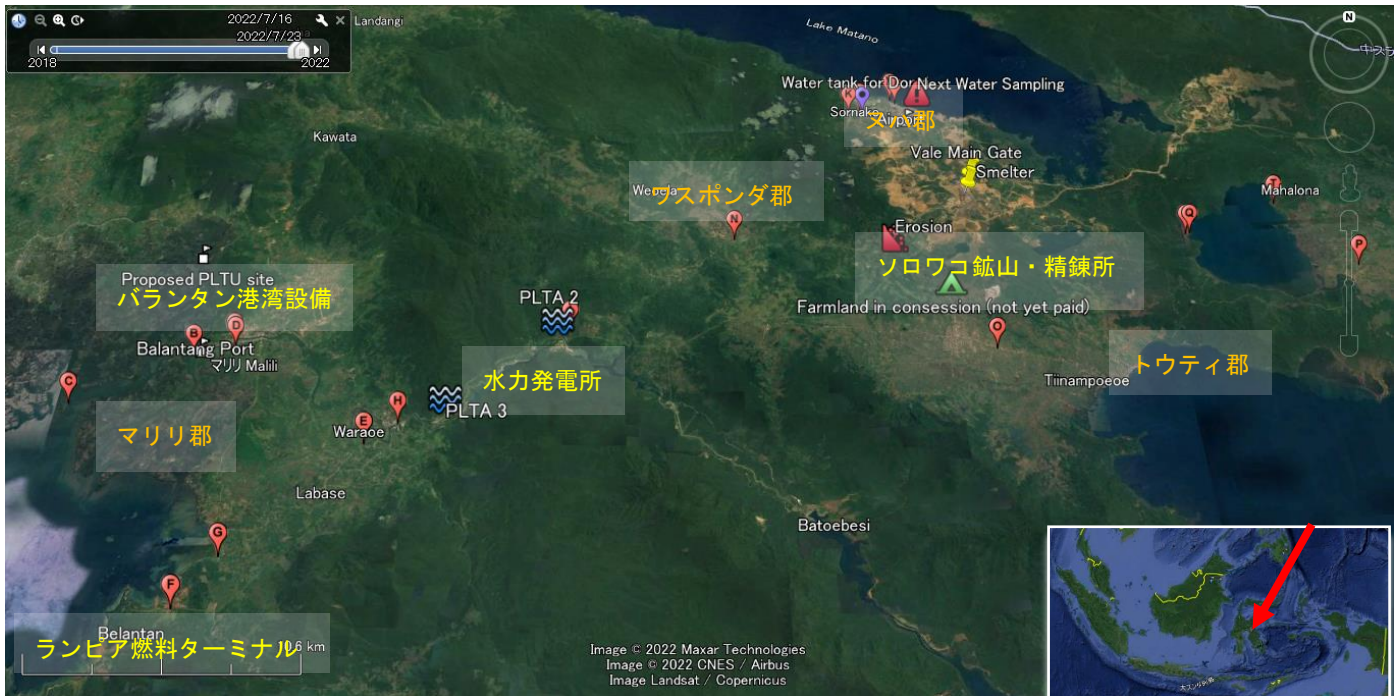 2022/7/16
2022/7/23
2018
2022
Landangi
Lake Matano
N
Water tank for Dor
Next Water Sampling
K
Sornako
Airport
ヌハ郡
Kawata
Vale Main Gate
Smelter
ワスポンダ郡
N
T
Mahalona
Q
P
Erosion
ソロワコ鉱山・精錬所
Proposed PLTU site
バランタン港湾設備
PLTA 2
Farmland in consession (not yet paid)
O
B
D
Balantang Port
マリリ Malili
トウティ郡
水力発電所
Tiinampoeoe
C
H
PLTA 3
E
Waraoe
マリリ郡
Labase
Batoebesi
G
F
Belantan
ランピア燃料ターミナル
Image © 2022 Maxar Technologies
Image © 2022 CNES / Airbus
Image Landsat / Copernicus